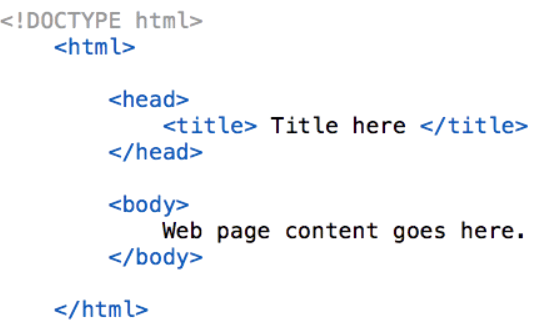 <!DOCTYPE html>
<html>
<head>
<title> Title here </title>
</head>
<body>
Web page content goes here.
</body>
</html>